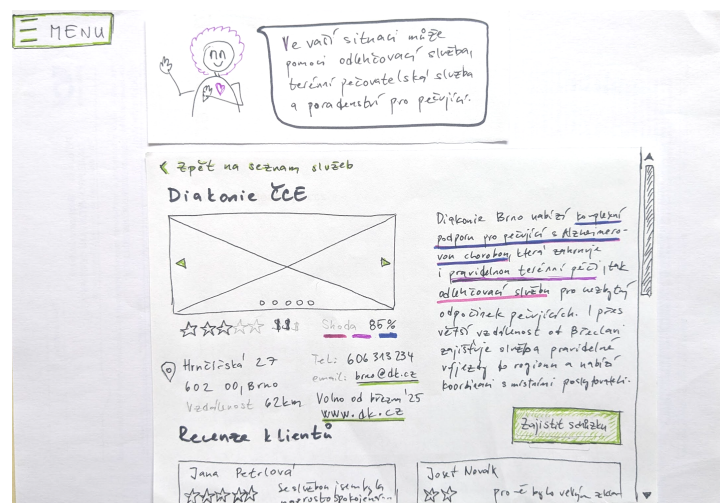 MENU
Ve vaší situaci může
pomoci odlehčovací služba,
terénní pečovatelská služba
a poradenství pro pečující.
Zpět na seznam služeb
Diakonie ČCE
Diakonie Brno nabízí komplexní
podporu pro pečující s Alzheimero-
vou chorobou, která zahrnuje
i pravidelnou terénní péči, tak
odlehčovací službu pro nezbytný
odpočinek pečujících. I přes
větší vzdálenost od Břeclavi
zajišťuje služba pravidelné
výjezdy do regionu a nabízí
koordinaci s místními poskytovateli.
$$ Shoda 85%
Hrnčířská 27
602 00, Brno
Vzdálenost 62km
Tel: 606 313 234
email: brno@dk.cz
Volno od březm '25
www.dk.cz
Zajistit schůzku
Recenze klientů
Jana Petrlová
Se službou jsem byla
naprosto spokojená...
Josef Novák
pro mě bylo velkým